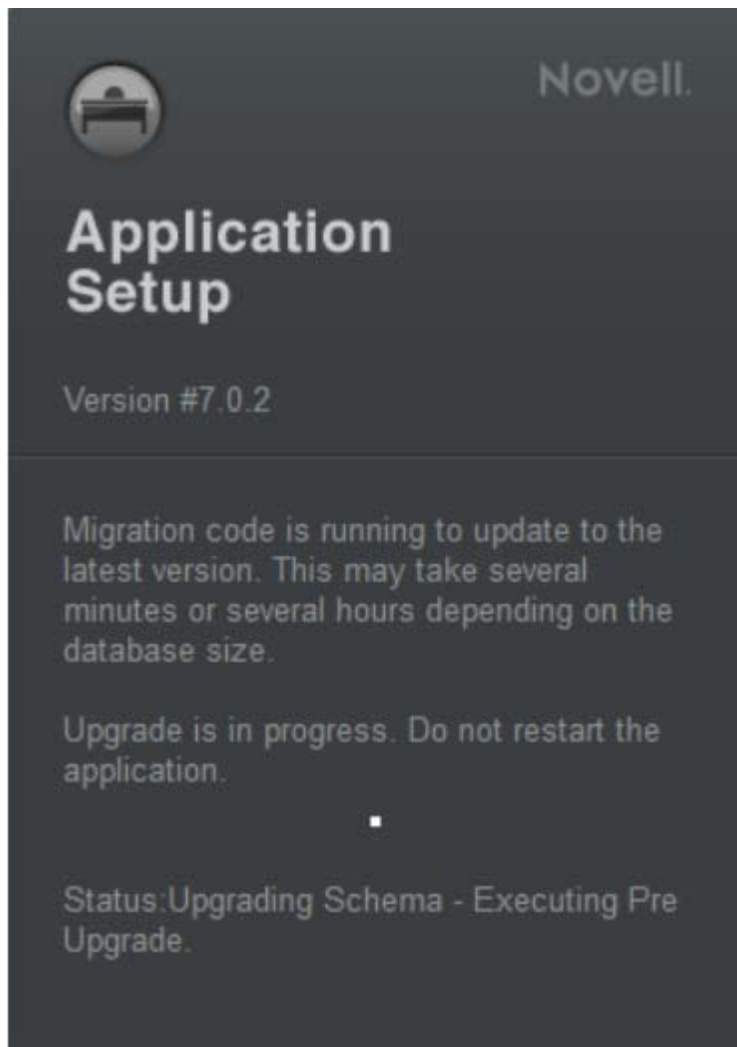 Novell.
Application
Setup
Version #7.0.2
Migration code is running to update to the
latest version. This may take several
minutes or several hours depending on the
database size.
Upgrade is in progress. Do not restart the
application.
Status:Upgrading Schema - Executing Pre
Upgrade.